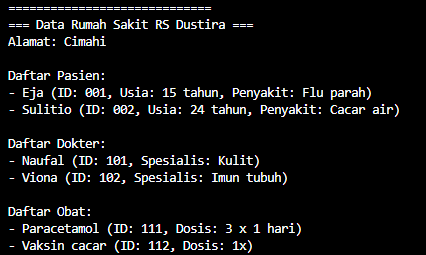 =============================
=== Data Rumah Sakit RS Dustira ===
Alamat: Cimahi

Daftar Pasien:
- Eja (ID: 001, Usia: 15 tahun, Penyakit: Flu parah)
- Sulitio (ID: 002, Usia: 24 tahun, Penyakit: Cacar air)

Daftar Dokter:
- Naufal (ID: 101, Spesialis: Kulit)
- Viona (ID: 102, Spesialis: Imun tubuh)

Daftar Obat:
- Paracetamol (ID: 111, Dosis: 3 x 1 hari)
- Vaksin cacar (ID: 112, Dosis: 1x)